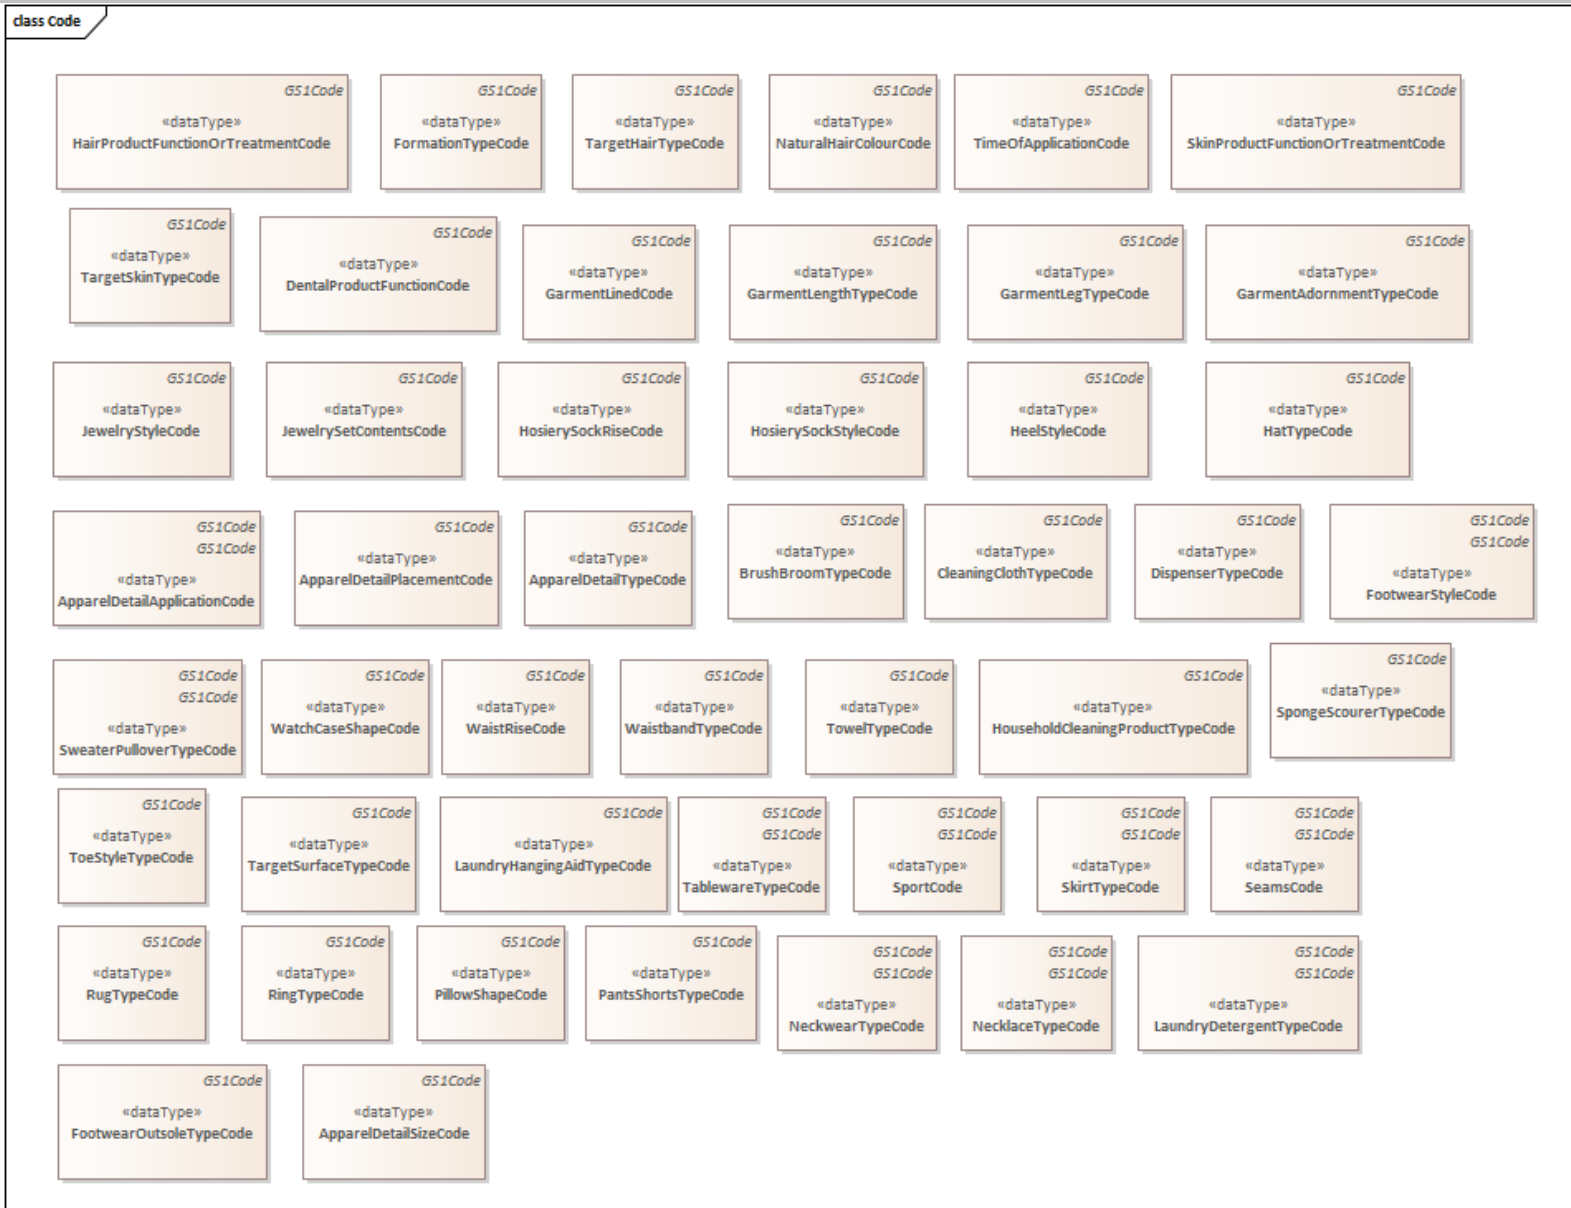 class Code
GS1Code
«dataType»
HairProductFunctionOrTreatmentCode
GS1Code
«dataType»
FormationTypeCode
GS1Code
«dataType»
TargetHairTypeCode
GS1Code
«dataType»
NaturalHairColourCode
GS1Code
«dataType»
TimeOfApplicationCode
GS1Code
«dataType»
SkinProductFunctionOrTreatmentCode
GS1Code
«dataType»
TargetSkinTypeCode
GS1Code
«dataType»
DentalProductFunctionCode
GS1Code
«dataType»
GarmentLinedCode
GS1Code
«dataType»
GarmentLengthTypeCode
GS1Code
«dataType»
GarmentLegTypeCode
GS1Code
«dataType»
GarmentAdornmentTypeCode
GS1Code
«dataType»
JewelryStyleCode
GS1Code
«dataType»
JewelrySetContentsCode
GS1Code
«dataType»
HosierySockRiseCode
GS1Code
«dataType»
HosierySockStyleCode
GS1Code
«dataType»
HeelStyleCode
GS1Code
«dataType»
HatTypeCode
GS1Code
GS1Code
«dataType»
ApparelDetailApplicationCode
GS1Code
«dataType»
ApparelDetailPlacementCode
GS1Code
«dataType»
ApparelDetailTypeCode
GS1Code
«dataType»
BrushBroomTypeCode
GS1Code
«dataType»
CleaningClothTypeCode
GS1Code
«dataType»
DispenserTypeCode
GS1Code
GS1Code
«dataType»
FootwearStyleCode
GS1Code
GS1Code
«dataType»
SweaterPulloverTypeCode
GS1Code
«dataType»
WatchCaseShapeCode
GS1Code
«dataType»
WaistRiseCode
GS1Code
«dataType»
WaistbandTypeCode
GS1Code
«dataType»
TowelTypeCode
GS1Code
«dataType»
HouseholdCleaningProductTypeCode
GS1Code
«dataType»
SpongeScourerTypeCode
GS1Code
«dataType»
ToeStyleTypeCode
GS1Code
«dataType»
TargetSurfaceTypeCode
GS1Code
«dataType»
LaundryHangingAidTypeCode
GS1Code
GS1Code
«dataType»
TablewareTypeCode
GS1Code
GS1Code
«dataType»
SportCode
GS1Code
GS1Code
«dataType»
SkirtTypeCode
GS1Code
GS1Code
«dataType»
SeamsCode
GS1Code
«dataType»
RugTypeCode
GS1Code
«dataType»
RingTypeCode
GS1Code
«dataType»
PillowShapeCode
GS1Code
«dataType»
PantsShortsTypeCode
GS1Code
GS1Code
«dataType»
NeckwearTypeCode
GS1Code
GS1Code
«dataType»
NecklaceTypeCode
GS1Code
GS1Code
«dataType»
LaundryDetergentTypeCode
GS1Code
«dataType»
FootwearOutsoleTypeCode
GS1Code
«dataType»
ApparelDetailSizeCode